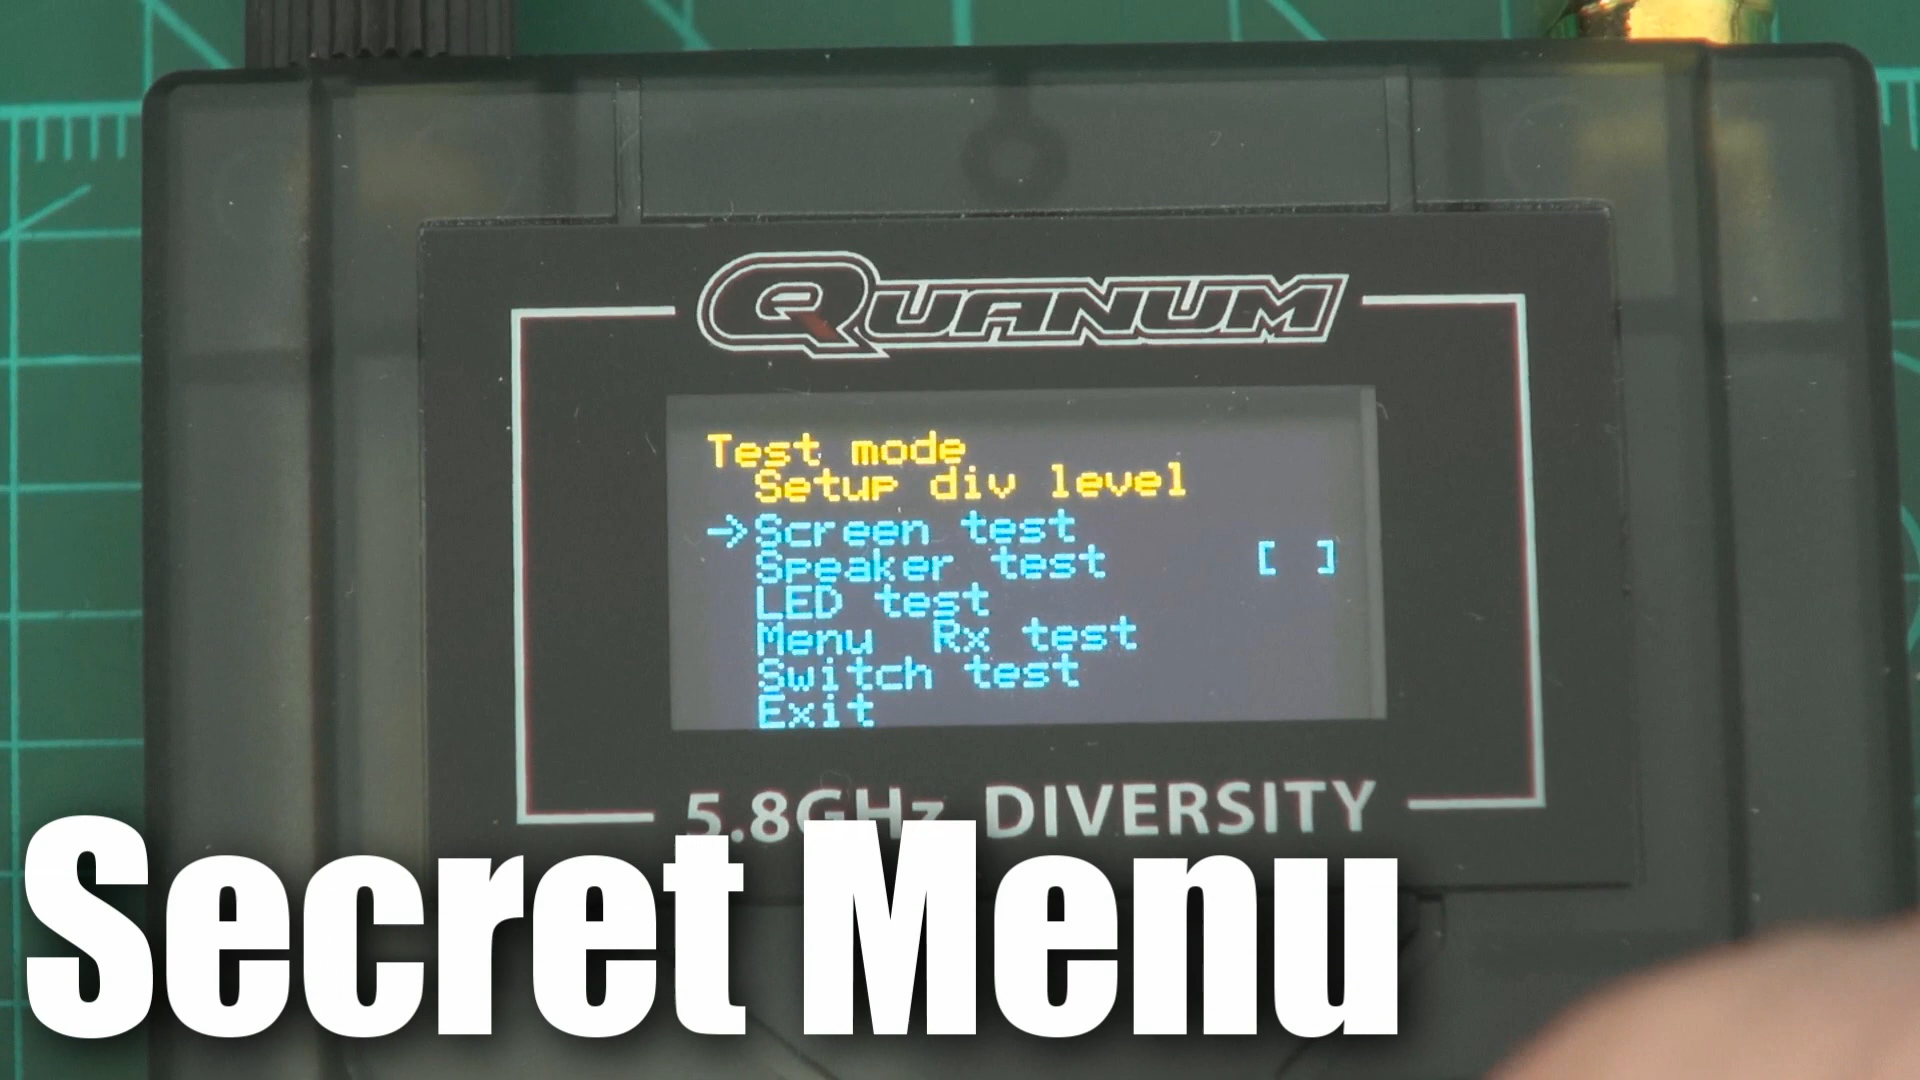 QUANUM
Test mode
Setup div level
->Screen test
Speaker test [ ]
LED test
Menu Rx test
Switch test
Exit
5.8GHz DIVERSITY
Secret Menu